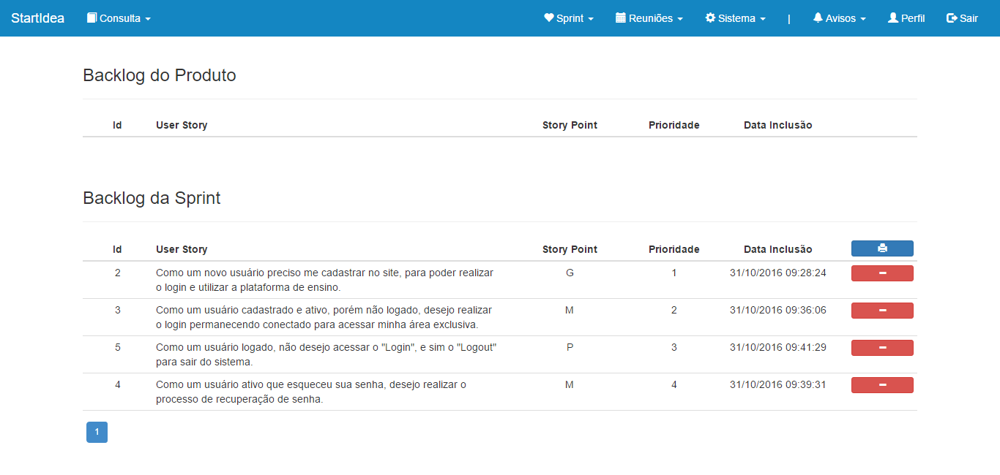 StartIdea Consulta Sprint Reuniões Sistema | Avisos Perfil Sair
Backlog do Produto
Id User Story Story Point Prioridade Data Inclusão
Backlog da Sprint
Id User Story Story Point Prioridade Data Inclusão
2 Como um novo usuário preciso me cadastrar no site, para poder realizar G 1 31/10/2016 09:28:24
o login e utilizar a plataforma de ensino.
3 Como um usuário cadastrado e ativo, porém não logado, desejo realizar M 2 31/10/2016 09:36:06
o login permanecendo conectado para acessar minha área exclusiva.
5 Como um usuário logado, não desejo acessar o "Login", e sim o "Logout" P 3 31/10/2016 09:41:29
para sair do sistema.
4 Como um usuário ativo que esqueceu sua senha, desejo realizar o M 4 31/10/2016 09:39:31
processo de recuperação de senha.
1